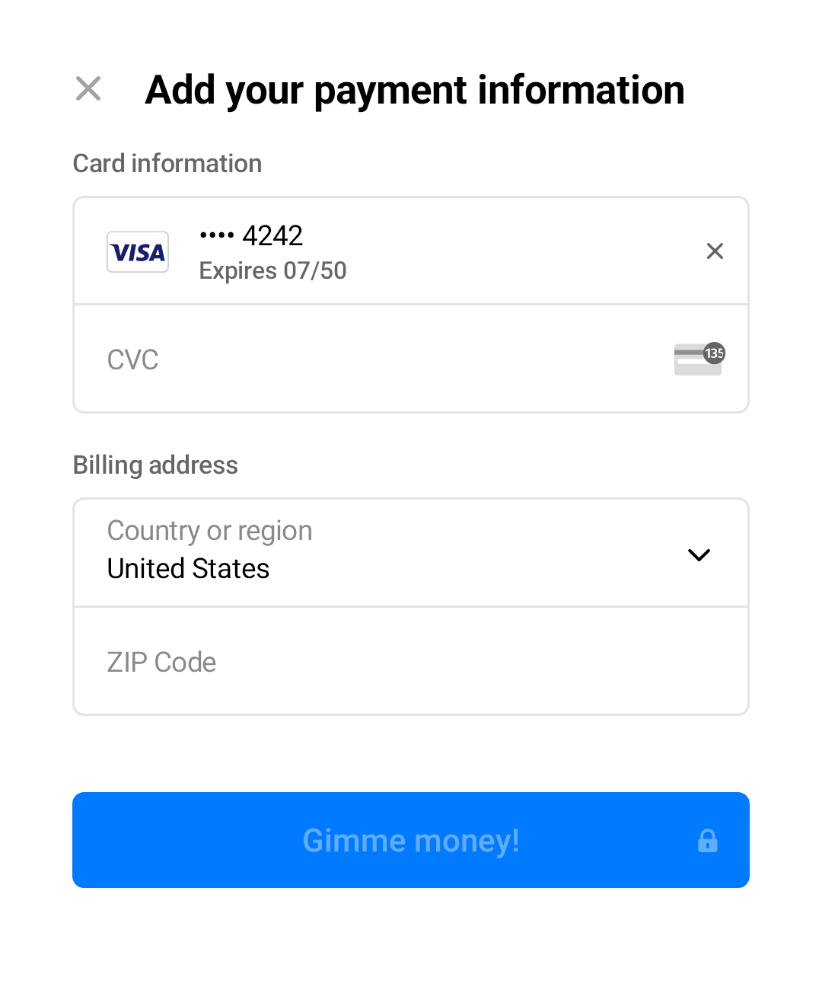 Add your payment information
Card information
VISA
•••• 4242
Expires 07/50
CVC
135
Billing address
Country or region
United States
ZIP Code
Gimme money!